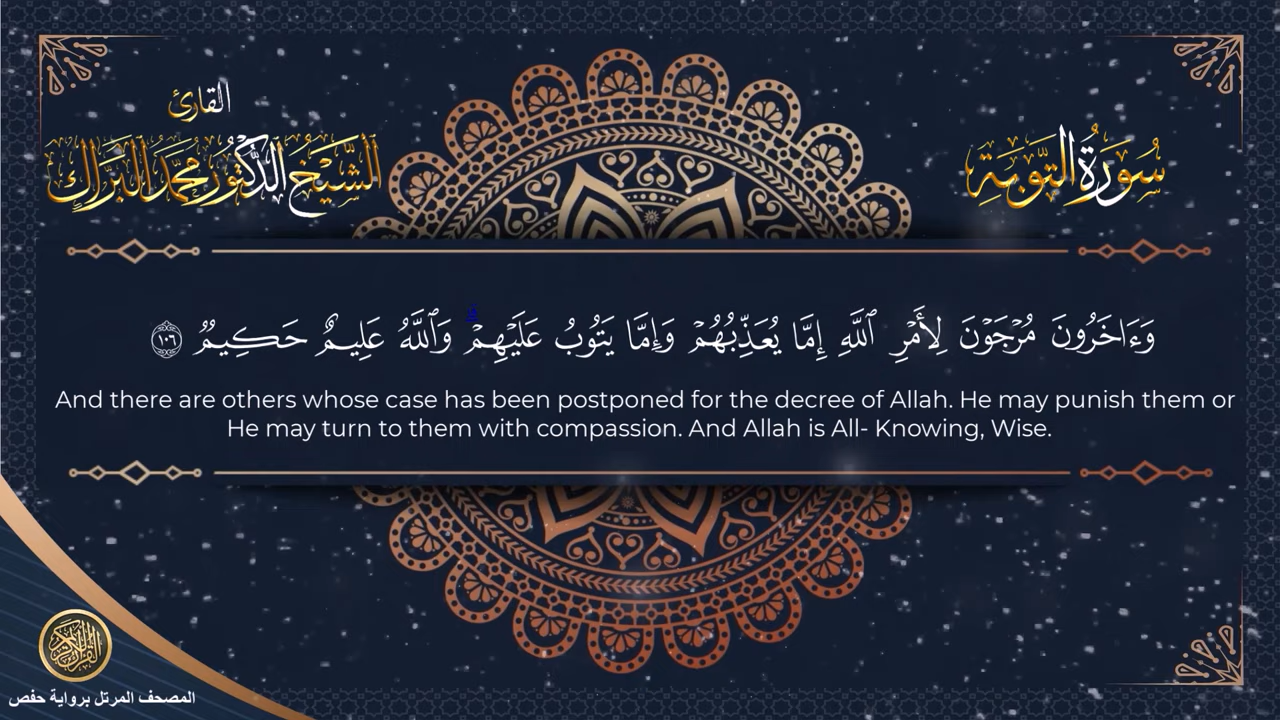 القارئ
الشيخ الدكتور محمد البراك
سورة التوبة
وَءَاخَرُونَ مُرۡجَوۡنَ لِأَمۡرِ ٱللَّهِ إِمَّا يُعَذِّبُهُمۡ وَإِمَّا يَتُوبُ عَلَيۡهِمۡۗ وَٱللَّهُ عَلِيمٌ حَكِيمٞ ١٠٦
And there are others whose case has been postponed for the decree of Allah. He may punish them or
He may turn to them with compassion. And Allah is All- Knowing, Wise.
القرآن الكريم
المصحف المرتل برواية حفص